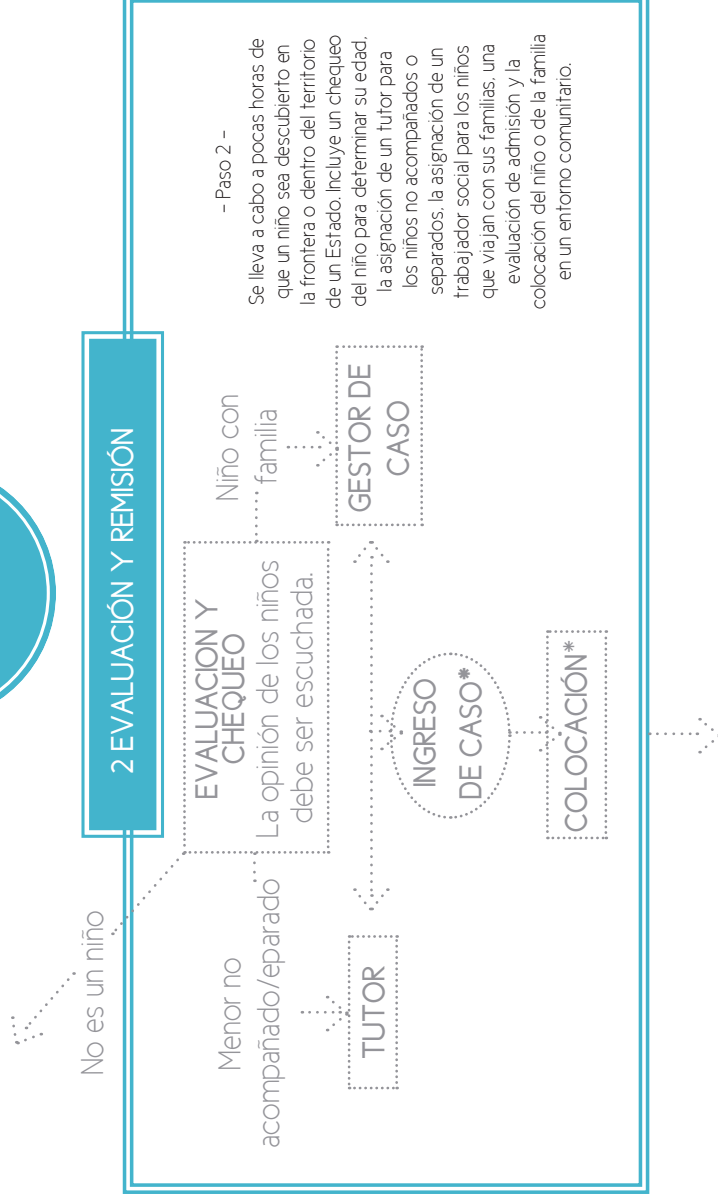 No es un niño
2 EVALUACIÓN Y REMISIÓN
EVALUACION Y
CHEQUEO
La opinión de los niños
debe ser escuchada.
Menor no
acompañado/eparado
Niño con
familia
TUTOR
GESTOR DE
CASO
INGRESO
DE CASO*
COLOCACIÓN*
– Paso 2 –
Se lleva a cabo a pocas horas de
que un niño sea descubierto en
la frontera o dentro del territorio
de un Estado. Incluye un chequeo
del niño para determinar su edad,
la asignación de un tutor para
los niños no acompañados o
separados, la asignación de un
trabajador social para los niños
que viajan con sus familias, una
evaluación de admisión y la
colocación del niño o de la familia
en un entorno comunitario.